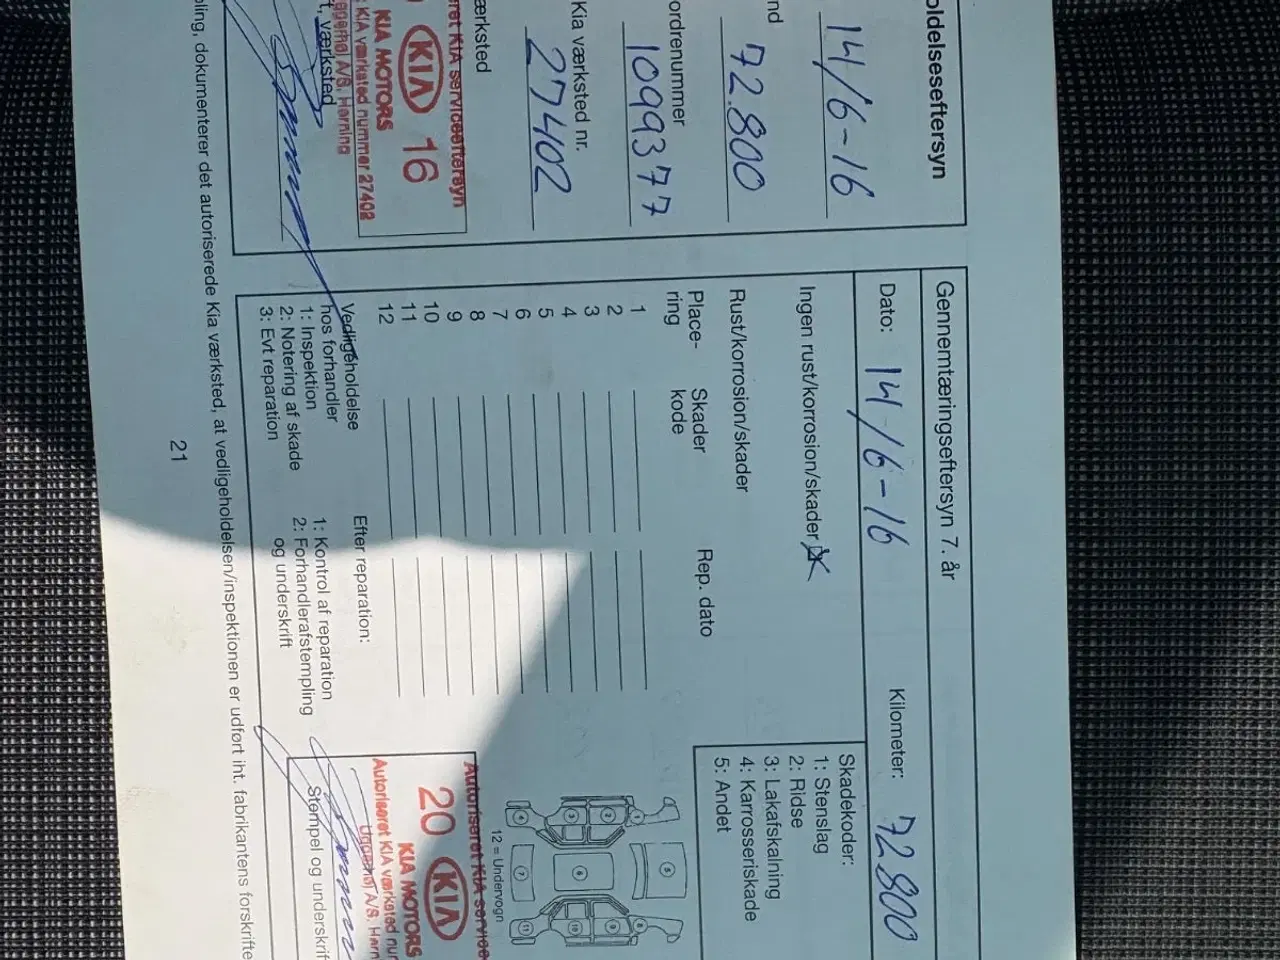 oldelseseftersyn
14/6-16
nd
72.800
ordrenummer
1099377
Kia værksted nr.
27402
ærksted
ret KIA serviceeftersyn
KIA 16
KIA MOTORS
KIA værksted nummer 27402
A/S. Hørning
t, værksted
Gennemtæringseftersyn 7. år
Dato: 14/6-16 Kilometer: 72.800
Ingen rust/korrosion/skader
Rust/korrosion/skader
Place-
ring
Skader
kode
Rep. dato
1
2
3
4
5
6
7
8
9
10
11
12
Skadekoder:
1: Stenslag
2: Ridse
3: Lakafskalning
4: Karrosseriskade
5: Andet
12 = Undervogn
Vedligeholdelse
hos forhandler
1: Inspektion
2: Notering af skade
3: Evt reparation
Efter reparation:
1: Kontrol af reparation
2: Forhandlerafstempling
og underskrift
Autoriseret KIA service
20 KIA
KIA MOTORS
Autoriseret KIA værksted nu
A/S. Hørn
Stempel og underskrif
pling, dokumenterer det autoriserede Kia værksted, at vedligeholdelsen/inspektionen er udført iht. fabrikantens forskrifte
21